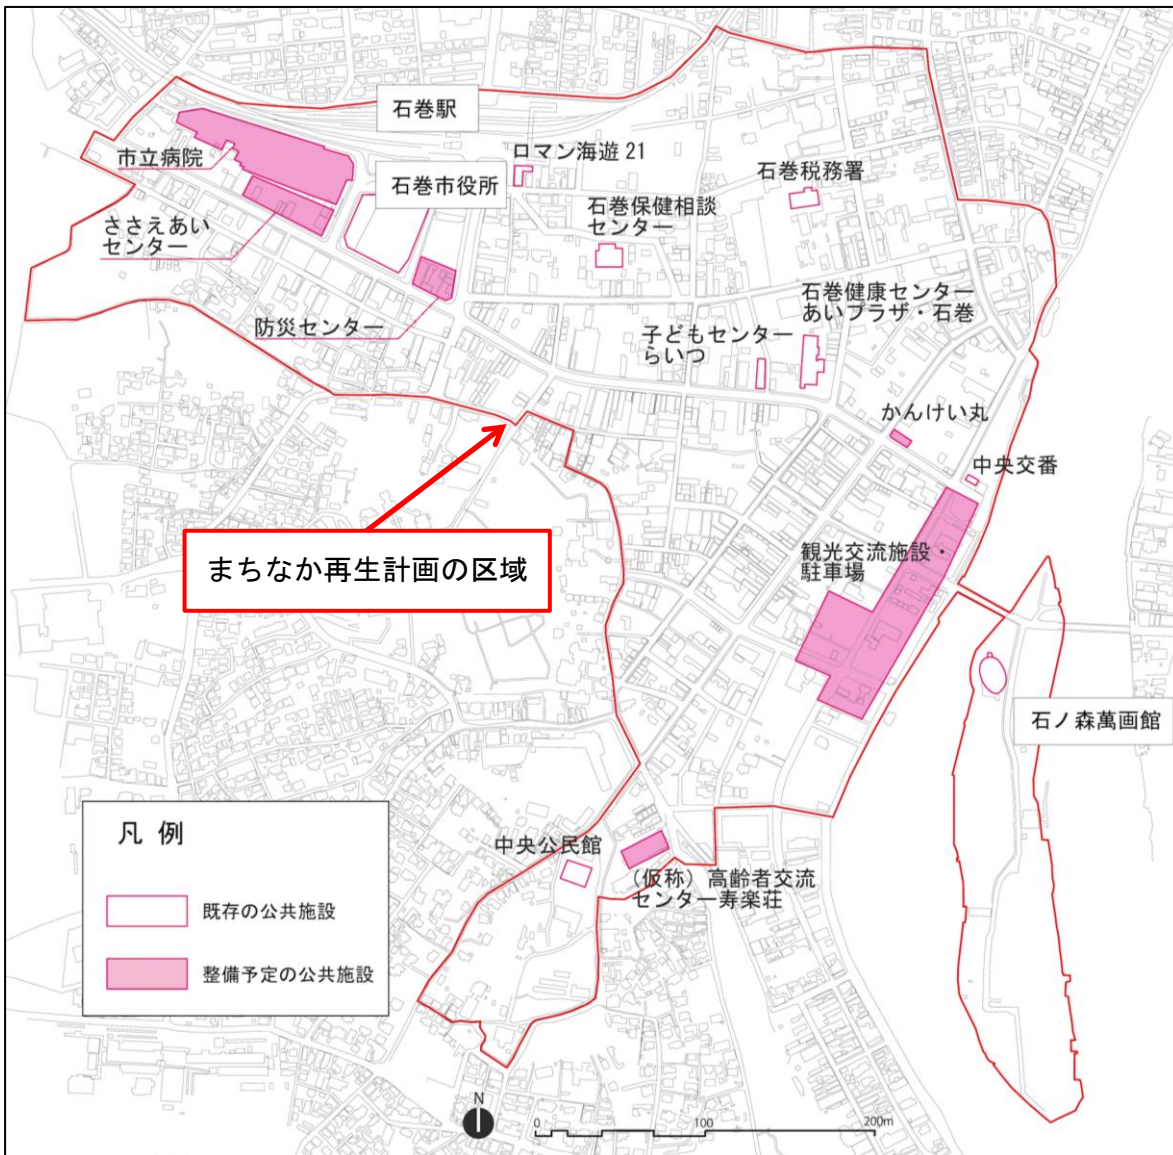 石巻駅
市立病院
ロマン海遊 21
石巻市役所
石巻税務署
石巻保健相談
センター
ささえあい
センター
防災センター
石巻健康センター
あいプラザ・石巻
子どもセンター
らいつ
かんけい丸
中央交番
まちなか再生計画の区域
観光交流施設・
駐車場
石ノ森萬画館
凡 例
既存の公共施設
整備予定の公共施設
中央公民館
（仮称）高齢者交流
センター寿楽荘
N
0 100 200m